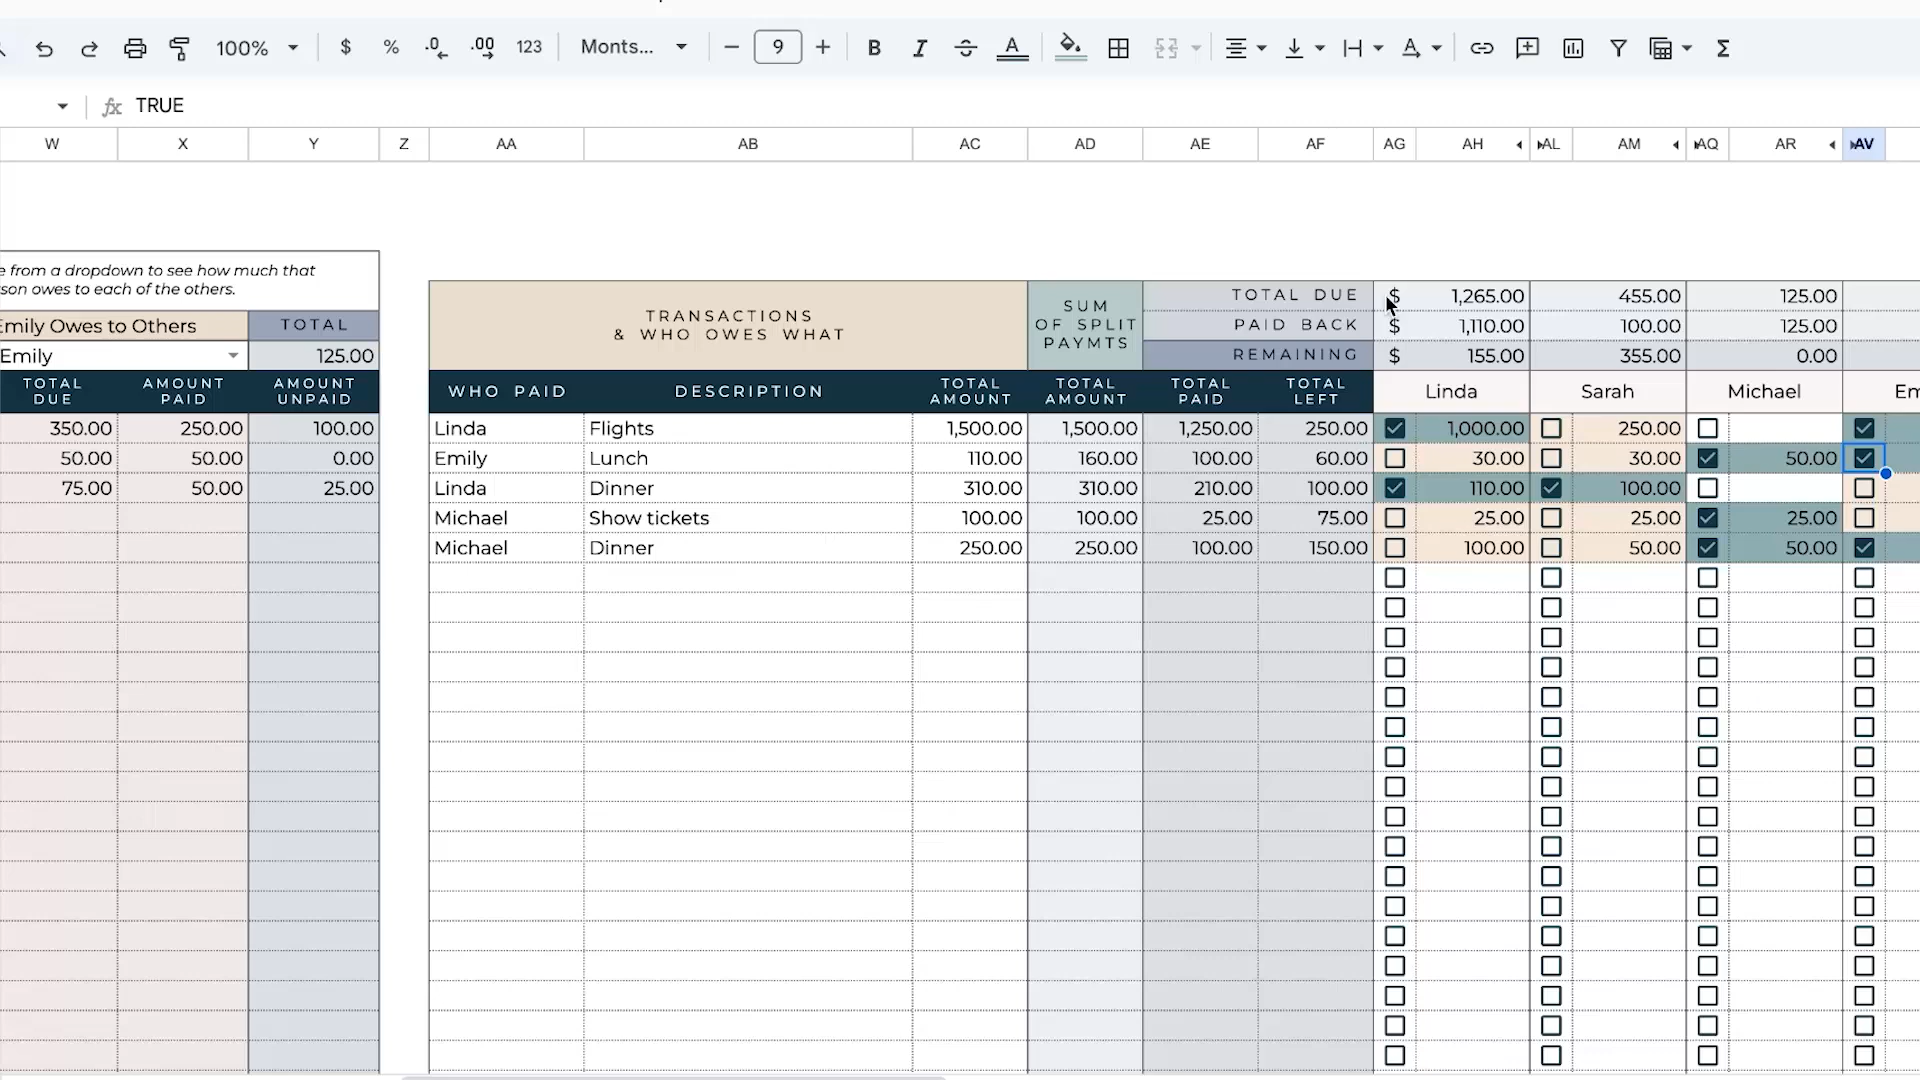 100% $ % .0 .00 123 Monts... 9 B I A
fx TRUE
W X Y Z AA AB AC AD AE AF AG AH AL AM AQ AR AV
e from a dropdown to see how much that
son owes to each of the others.
Emily Owes to Others TOTAL
Emily 125.00
TOTAL DUE AMOUNT PAID AMOUNT UNPAID
350.00 250.00 100.00
50.00 50.00 0.00
75.00 50.00 25.00
TRANSACTIONS
& WHO OWES WHAT
SUM
OF SPLIT
PAYMTS
TOTAL DUE $ 1,265.00 455.00 125.00
PAID BACK $ 1,110.00 100.00 125.00
REMAINING $ 155.00 355.00 0.00
WHO PAID DESCRIPTION TOTAL AMOUNT TOTAL AMOUNT TOTAL PAID TOTAL LEFT Linda Sarah Michael Em
Linda Flights 1,500.00 1,500.00 1,250.00 250.00 1,000.00 250.00
Emily Lunch 110.00 160.00 100.00 60.00 30.00 30.00 50.00
Linda Dinner 310.00 310.00 210.00 100.00 110.00 100.00
Michael Show tickets 100.00 100.00 25.00 75.00 25.00 25.00 25.00
Michael Dinner 250.00 250.00 100.00 150.00 100.00 50.00 50.00